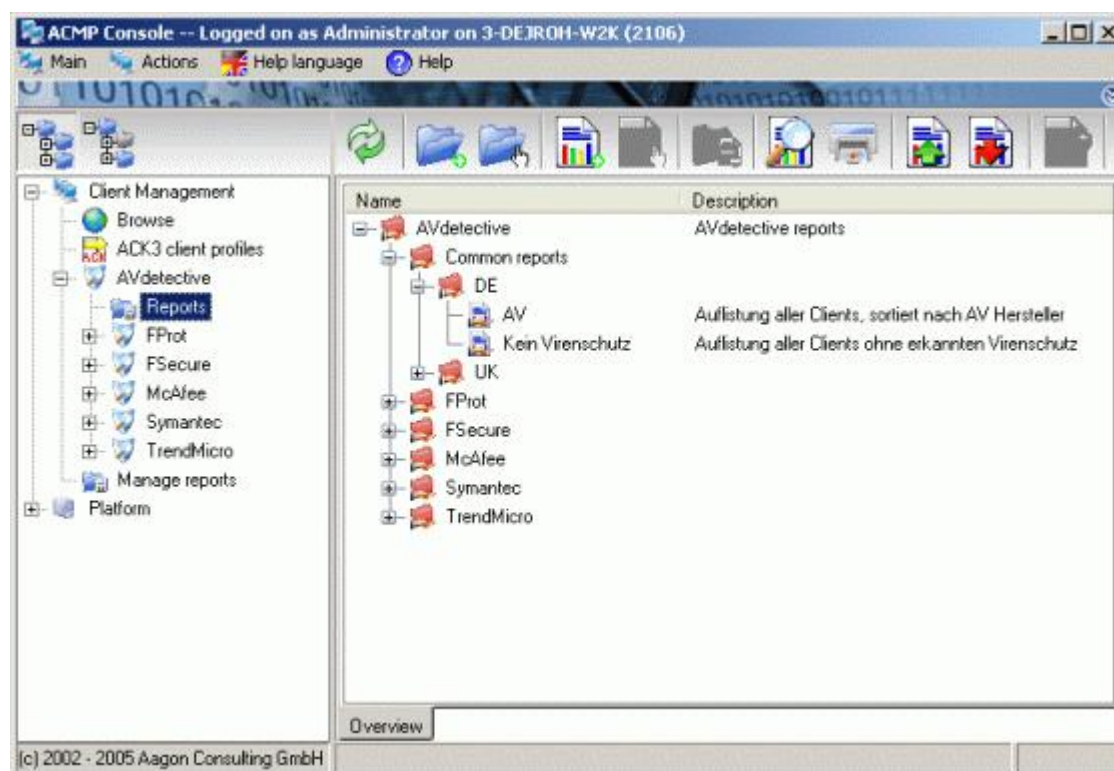 ACMP Console -- Logged on as Administrator on 3-DEJROH-W2K (2106)
Main Actions Help language Help
Client Management
Browse
ACK3 client profiles
AVdetective
Reports
FProt
FSecure
McAfee
Symantec
TrendMicro
Manage reports
Platform
Name Description
AVdetective AVdetective reports
Common reports
DE
AV Auflistung aller Clients, sortiert nach AV Hersteller
Kein Virenschutz Auflistung aller Clients ohne erkannten Virenschutz
UK
FProt
FSecure
McAfee
Symantec
TrendMicro
Overview
(c) 2002 - 2005 Aagon Consulting GmbH